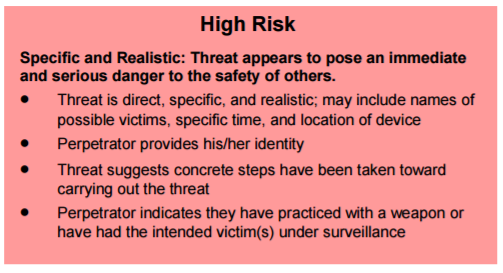 High Risk
Specific and Realistic: Threat appears to pose an immediate
and serious danger to the safety of others.
● Threat is direct, specific, and realistic; may include names of
possible victims, specific time, and location of device
● Perpetrator provides his/her identity
● Threat suggests concrete steps have been taken toward
carrying out the threat
● Perpetrator indicates they have practiced with a weapon or
have had the intended victim(s) under surveillance